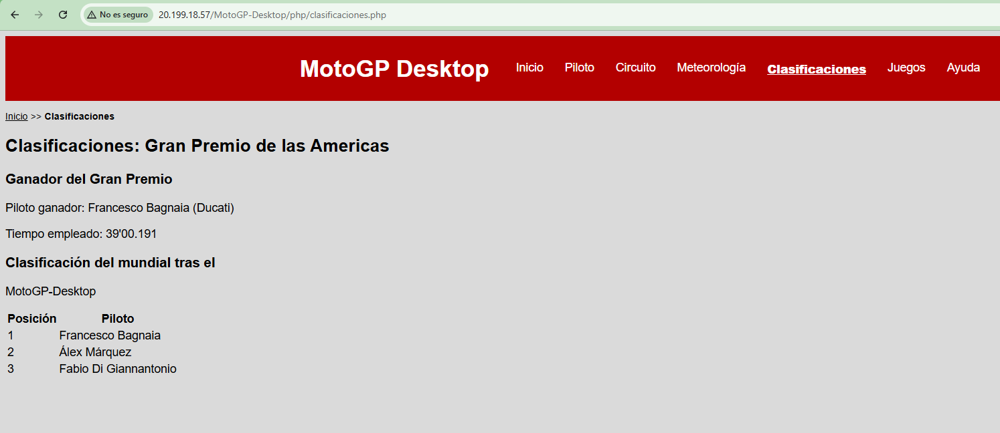 No es seguro 20.199.18.57/MotoGP-Desktop/php/clasificaciones.php
MotoGP Desktop Inicio Piloto Circuito Meteorología Clasificaciones Juegos Ayuda
Inicio >> Clasificaciones
Clasificaciones: Gran Premio de las Americas
Ganador del Gran Premio
Piloto ganador: Francesco Bagnaia (Ducati)
Tiempo empleado: 39'00.191
Clasificación del mundial tras el
MotoGP-Desktop
Posición Piloto
1 Francesco Bagnaia
2 Álex Márquez
3 Fabio Di Giannantonio